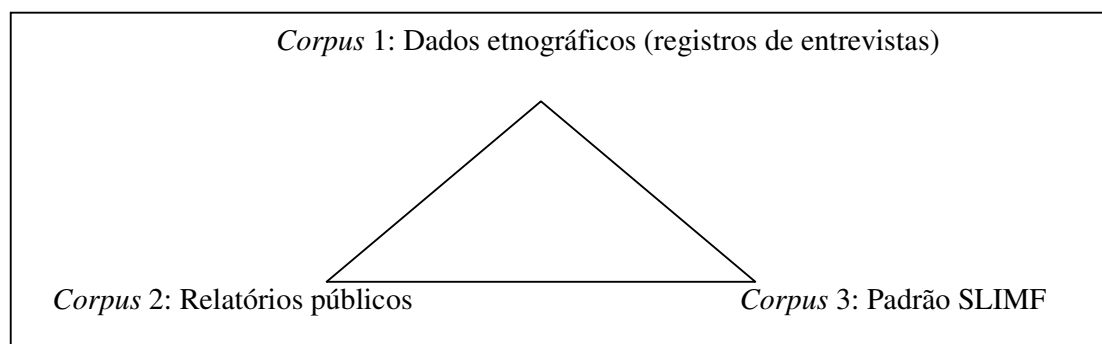 Corpus 1: Dados etnográficos (registros de entrevistas)
Corpus 2: Relatórios públicos
Corpus 3: Padrão SLIMF